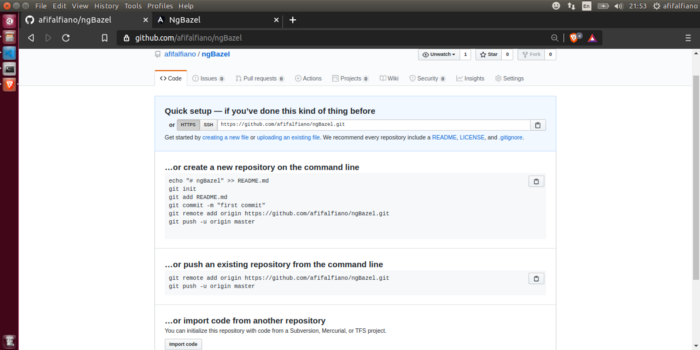 File Edit View History Tools Profiles Help
21:53 afifalfiano
afifalfiano/ngBazel
NgBazel
github.com/afifalfiano/ngBazel
afifalfiano / ngBazel
Unwatch 1 Star 0 Fork 0
Code Issues 0 Pull requests 0 Actions Projects 0 Wiki Security 0 Insights Settings
Quick setup — if you've done this kind of thing before
or HTTPS SSH https://github.com/afifalfiano/ngBazel.git
Get started by creating a new file or uploading an existing file. We recommend every repository include a README, LICENSE, and .gitignore.
…or create a new repository on the command line
echo "# ngBazel" >> README.md
git init
git add README.md
git commit -m "first commit"
git remote add origin https://github.com/afifalfiano/ngBazel.git
git push -u origin master
…or push an existing repository from the command line
git remote add origin https://github.com/afifalfiano/ngBazel.git
git push -u origin master
…or import code from another repository
You can initialize this repository with code from a Subversion, Mercurial, or TFS project.
Import code